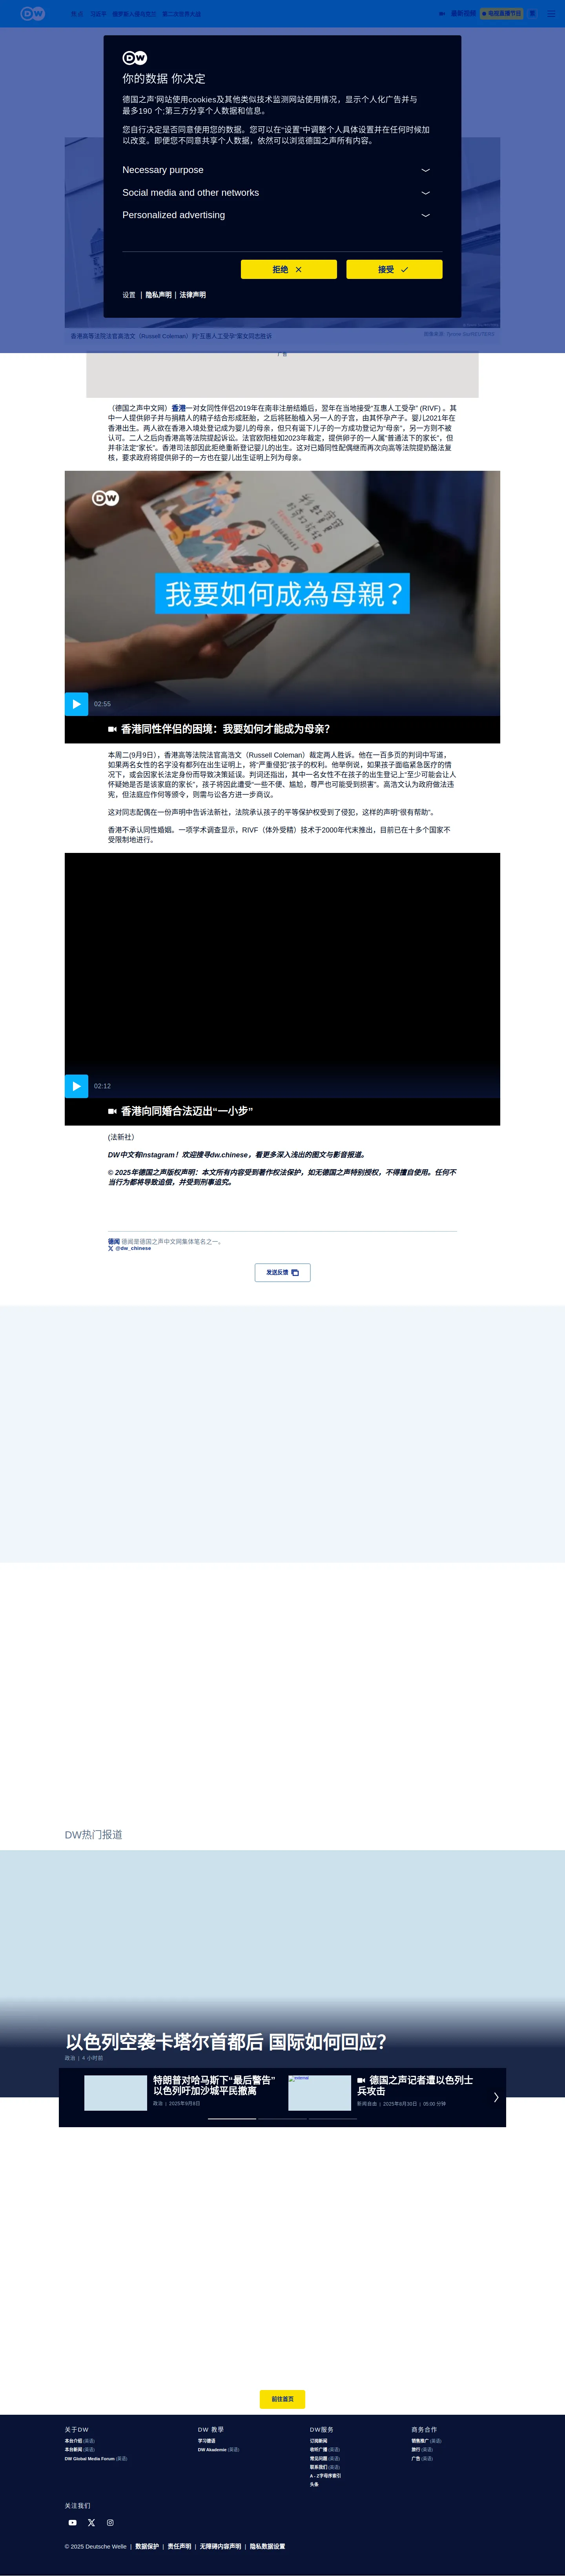 热点
习近平
俄罗斯入侵乌克兰
第二次世界大战
最新视频
电视直播节目
DW
你的数据 你决定
德国之声'网站使用cookies及其他类似技术监测网站使用情况，显示个人化广告并与
最多190 个;第三方分享个人数据和信息。
您自行决定是否同意使用您的数据。您可以在"设置"中调整个人具体设置并在任何时候加
以改变。即便您不同意共享个人数据，依然可以浏览德国之声所有内容。
Necessary purpose
Social media and other networks
Personalized advertising
拒绝
接受
设置 | 隐私声明 | 法律声明
香港高等法院法官高浩文（Russell Coleman）判"互惠人工受孕"案女同志胜诉
广告
（德国之声中文网）香港一对女同性伴侣2019年在南非注册结婚后，翌年在当地接受"互惠人工受孕" (RIVF) 。其
中一人提供卵子并与捐精人的精子结合形成胚胎，之后将胚胎植入另一人的子宫，由其怀孕产子。婴儿2021年在
香港出生。两人欲在香港入境处登记成为婴儿的母亲，但只有诞下儿子的一方成功登记为"母亲"，另一方则不被
认可。二人之后向香港高等法院提起诉讼。法官欧阳桂如2023年裁定，提供卵子的一人属"普通法下的家长"，但
并非法定"家长"。香港司法部因此拒绝重新登记婴儿的出生。这对已婚同性配偶继而再次向高等法院提奶酪法复
核，要求政府将提供卵子的一方也在婴儿出生证明上列为母亲。
DW
我要如何成為母親？
02:55
香港同性伴侣的困境：我要如何才能成为母亲？
本周二(9月9日)，香港高等法院法官高浩文（Russell Coleman）裁定两人胜诉。他在一百多页的判词中写道，
如果两名女性的名字没有都列在出生证明上，将"严重侵犯"孩子的权利。他举例说，如果孩子面临紧急医疗的情
况下，或会因家长法定身份而导致决策延误。判词还指出，其中一名女性不在孩子的出生登记上"至少可能会让人
怀疑她是否是该家庭的家长"，孩子将因此遭受"一些不便、尴尬，尊严也可能受到损害"。高浩文认为政府做法违
宪，但法庭应作何等颁令，则需与讼各方进一步商议。
这对同志配偶在一份声明中告诉法新社，法院承认孩子的平等保护权受到了侵犯，这样的声明"很有帮助"。
香港不承认同性婚姻。一项学术调查显示，RIVF（体外受精）技术于2000年代末推出，目前已在十多个国家不
受限制地进行。
02:12
香港向同婚合法迈出"一小步"
(法新社）
DW中文有Instagram！欢迎搜寻dw.chinese，看更多深入浅出的图文与影音报道。
© 2025年德国之声版权声明：本文所有内容受到著作权法保护，如无德国之声特别授权，不得擅自使用。任何不
当行为都将导致追偿，并受到刑事追究。
德闻 德闻是德国之声中文网集体笔名之一。
@dw_chinese
发送反馈
DW热门报道
以色列空袭卡塔尔首都后 国际如何回应？
政治 | 4 小时前
特朗普对哈马斯下"最后警告"
以色列吁加沙城平民撤离
政治 | 2025年9月8日
德国之声记者遭以色列士
兵攻击
新闻自由 | 2025年8月30日 | 05:00 分钟
前往首页
关于DW
本台介绍 (英语)
本台新闻 (英语)
DW Global Media Forum (英语)
DW 教學
学习德语
DW Akademie (英语)
DW服务
订阅新闻
收听广播 (英语)
常见问题 (英语)
联系我们 (英语)
A - Z字母序索引
头条
商务合作
销售推广 (英语)
旅行 (英语)
广告 (英语)
关注我们
© 2025 Deutsche Welle | 数据保护 | 责任声明 | 无障碍内容声明 | 隐私数据设置